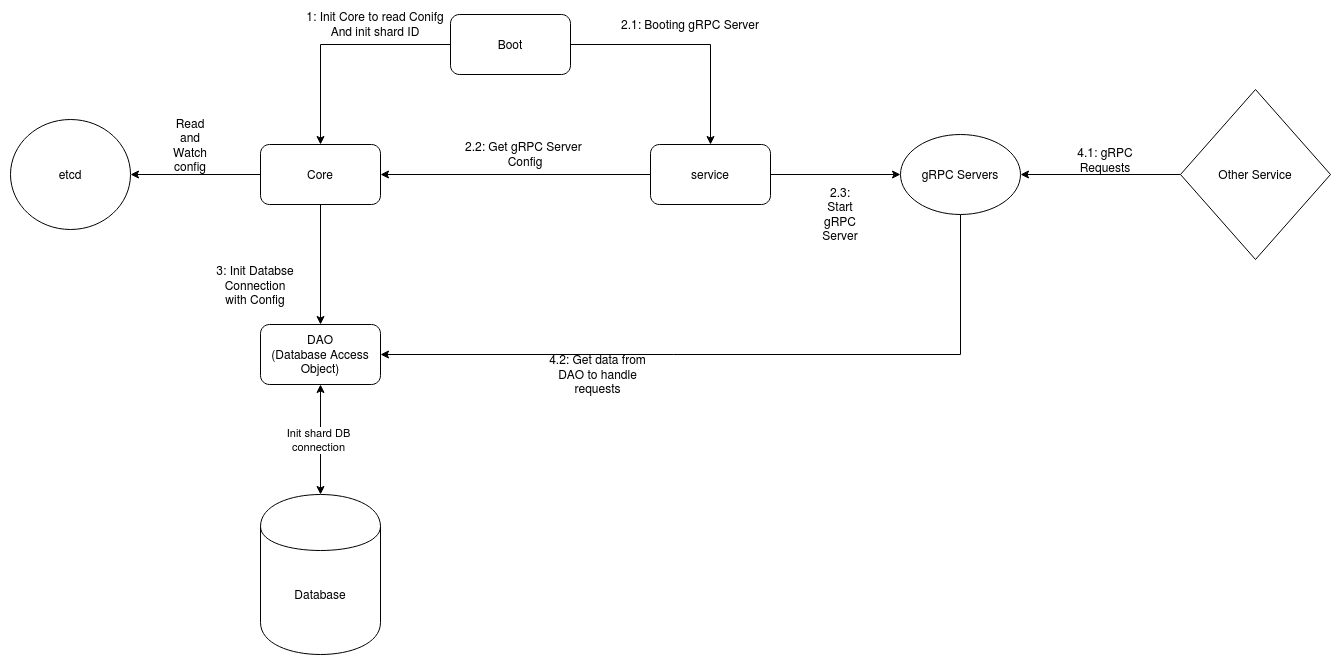 1: Init Core to read Conifg
And init shard ID
Boot
2.1: Booting gRPC Server
Read
and
Watch
config
etcd
Core
2.2: Get gRPC Server
Config
service
2.3:
Start
gRPC
Server
gRPC Servers
4.1: gRPC
Requests
Other Service
3: Init Databse
Connection
with Config
DAO
(Database Access
Object)
4.2: Get data from
DAO to handle
requests
Init shard DB
connection
Database